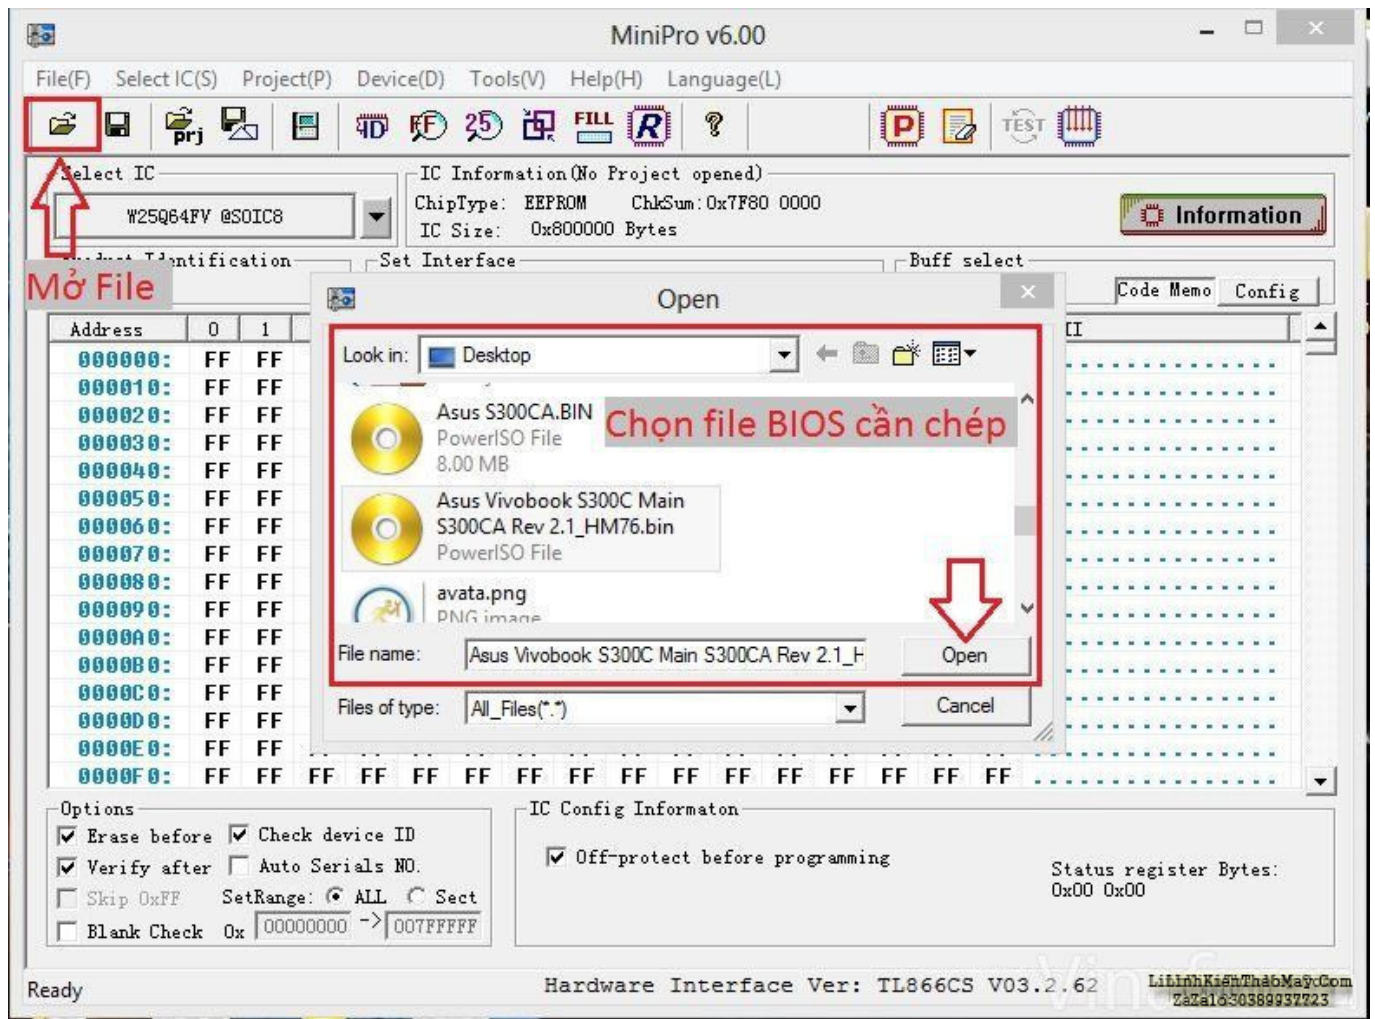 MiniPro v6.00
File(F) Select IC(S) Project(P) Device(D) Tools(V) Help(H) Language(L)
prj FF 25 FILL R ? P TEST
Select IC
IC Information(No Project opened)
W25Q64FV @SOIC8
ChipType: EEPROM ChkSum:0x7F80 0000
IC Size: 0x800000 Bytes
Information
Identification
Set Interface
Buff select
Mở File
Code Memo Config
Open
Address 0 1
Look in: Desktop
Asus S300CA.BIN
PowerISO File
8.00 MB
Chọn file BIOS cần chép
Asus Vivobook S300C Main
S300CA Rev 2.1_HM76.bin
PowerISO File
avata.png
PNG image
File name: Asus Vivobook S300C Main S300CA Rev 2.1_H Open
Files of type: All_Files(*.*) Cancel
000000: FF FF
000010: FF FF
000020: FF FF
000030: FF FF
000040: FF FF
000050: FF FF
000060: FF FF
000070: FF FF
000080: FF FF
000090: FF FF
0000A0: FF FF
0000B0: FF FF
0000C0: FF FF
0000D0: FF FF
0000E0: FF FF
0000F0: FF FF FF FF FF FF FF FF FF FF FF FF FF FF FF FF ................
Options
Erase before Check device ID
Verify after Auto Serials NO.
Skip 0xFF SetRange: ALL Sect
Blank Chec 0x 00000000 -> 007FFFFF
IC Config Informaton
Off-protect before programming
Status register Bytes:
0x00 0x00
Ready
Hardware Interface Ver: TL866CS V03.2.62
LiLinhKiệnTháoMáy.Com